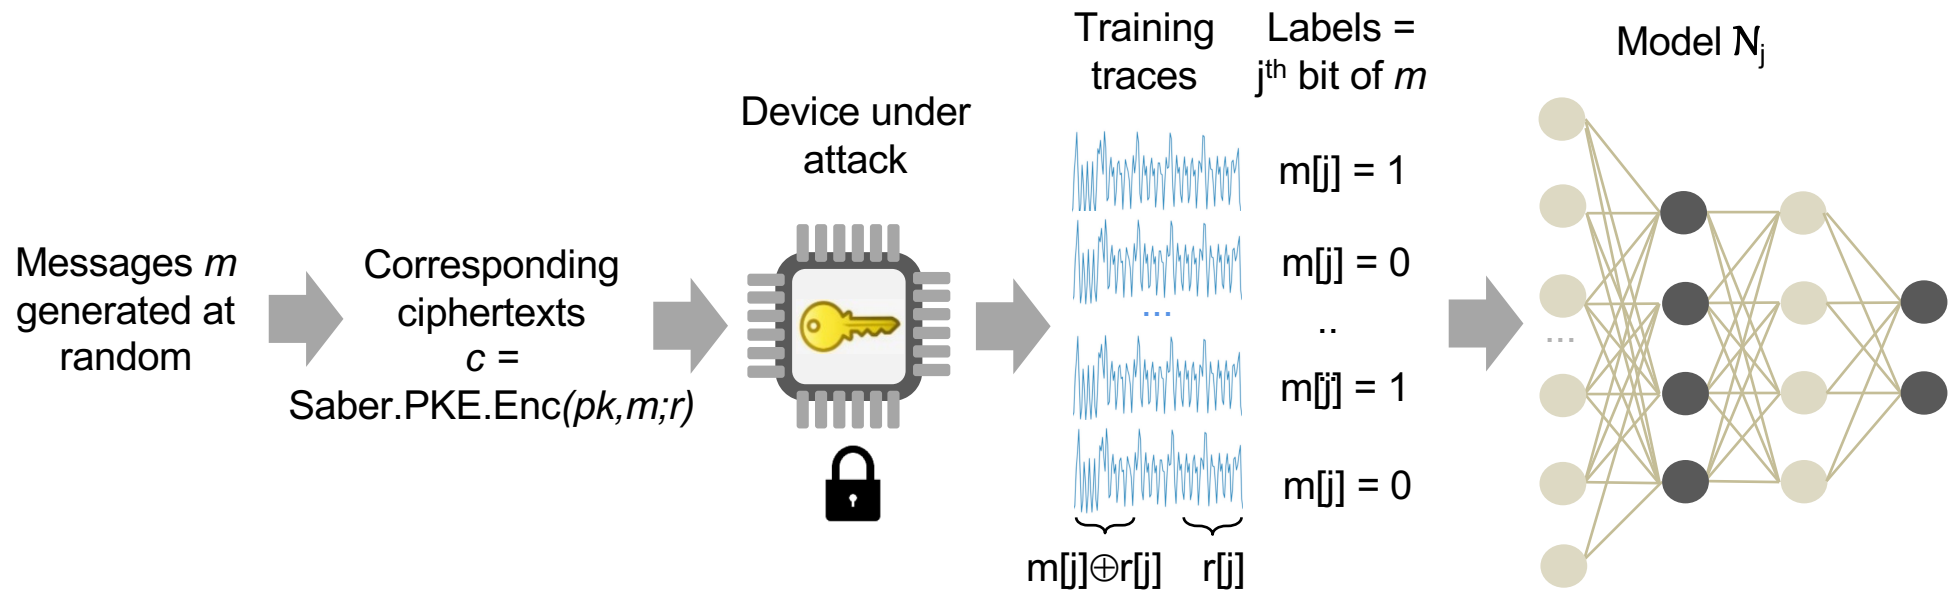 Messages m
generated at
random
Corresponding
ciphertexts
c =
Saber.PKE.Enc(pk,m;r)
Device under
attack
Training
traces
Labels =
jth bit of m
m[j] = 1
m[j] = 0
...
..
m[j] = 1
m[j] = 0
m[j]⊕r[j]
r[j]
Model Nj
...